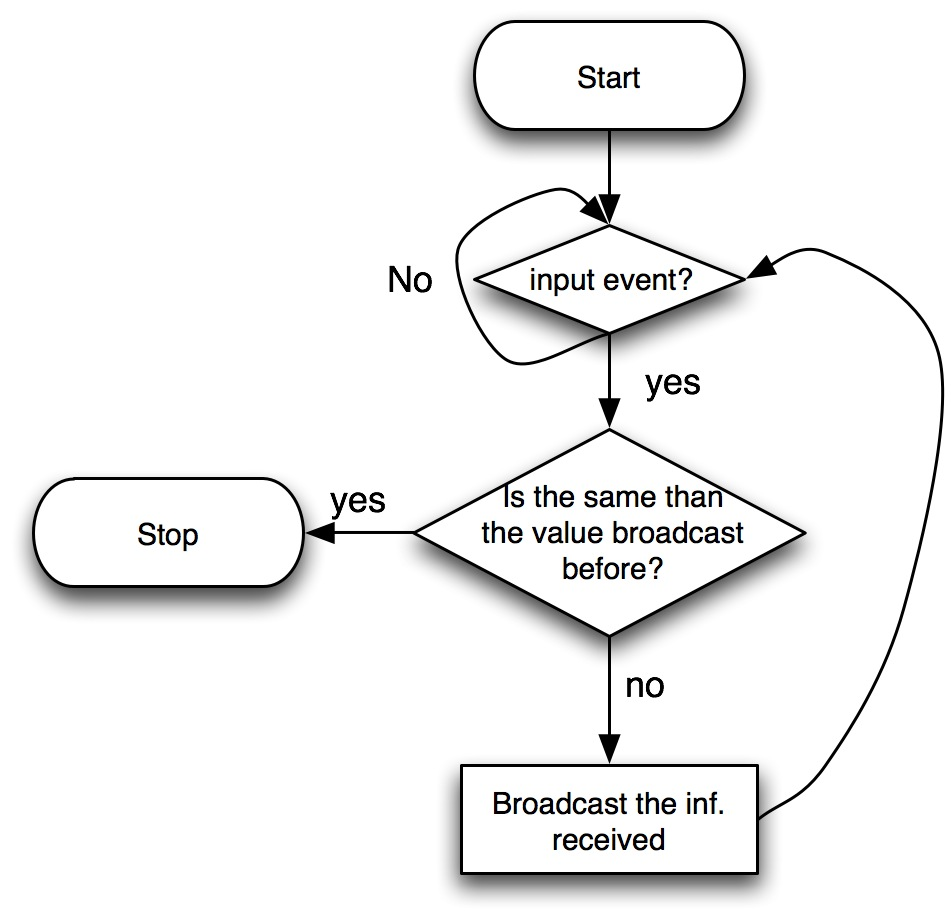 Start
No
input event?
yes
Is the same than
the value broadcast
before?
yes
Stop
no
Broadcast the inf.
received